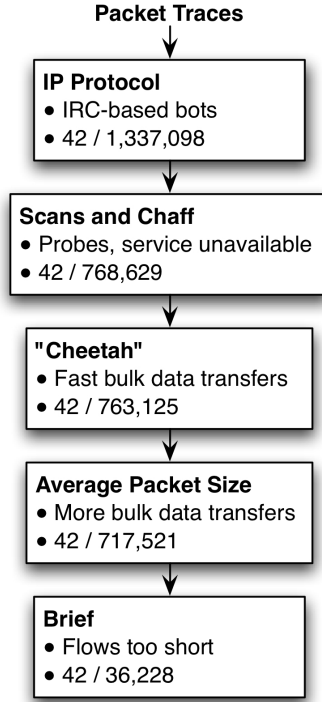 Packet Traces
IP Protocol
● IRC-based bots
● 42 / 1,337,098
Scans and Chaff
● Probes, service unavailable
● 42 / 768,629
"Cheetah"
● Fast bulk data transfers
● 42 / 763,125
Average Packet Size
● More bulk data transfers
● 42 / 717,521
Brief
● Flows too short
● 42 / 36,228